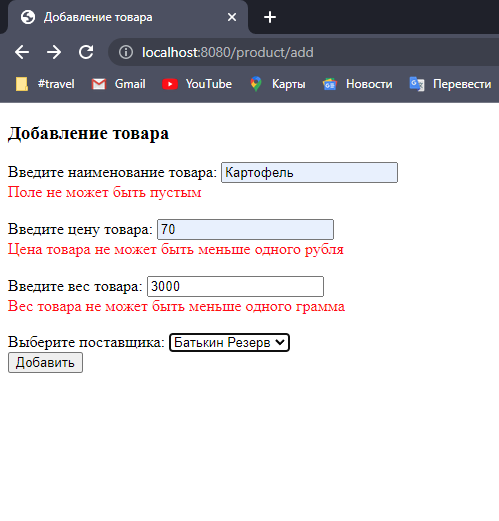 Добавление товара
localhost:8080/product/add
#travel Gmail YouTube Карты Новости Перевести
Добавление товара
Введите наименование товара: Картофель
Поле не может быть пустым
Введите цену товара: 70
Цена товара не может быть меньше одного рубля
Введите вес товара: 3000
Вес товара не может быть меньше одного грамма
Выберите поставщика: Батькин Резерв
Добавить